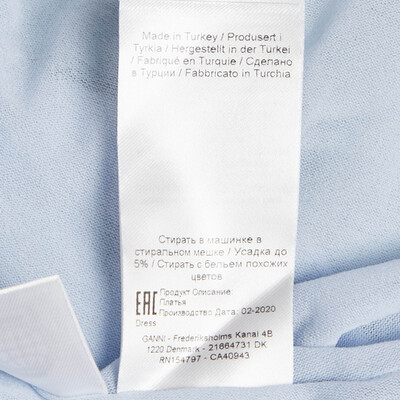 Made in Turkey / Produsert i
Tyrkia / Hergestellt in der Türkei
/ Fabriqué en Turquie / Сделано
в Турции / Fabbricato in Turchia
Стирать в машинке в
стиральном мешке / Усадка до
5% / Стирать с бельем похожих
цветов
EAC
Продукт Описание:
Платья
Производство Дата: 02-2020
Dress
GANNI - Frederiksholms Kanal 4B
1220 Denmark - 21664731 DK
RN154797 - CA40943